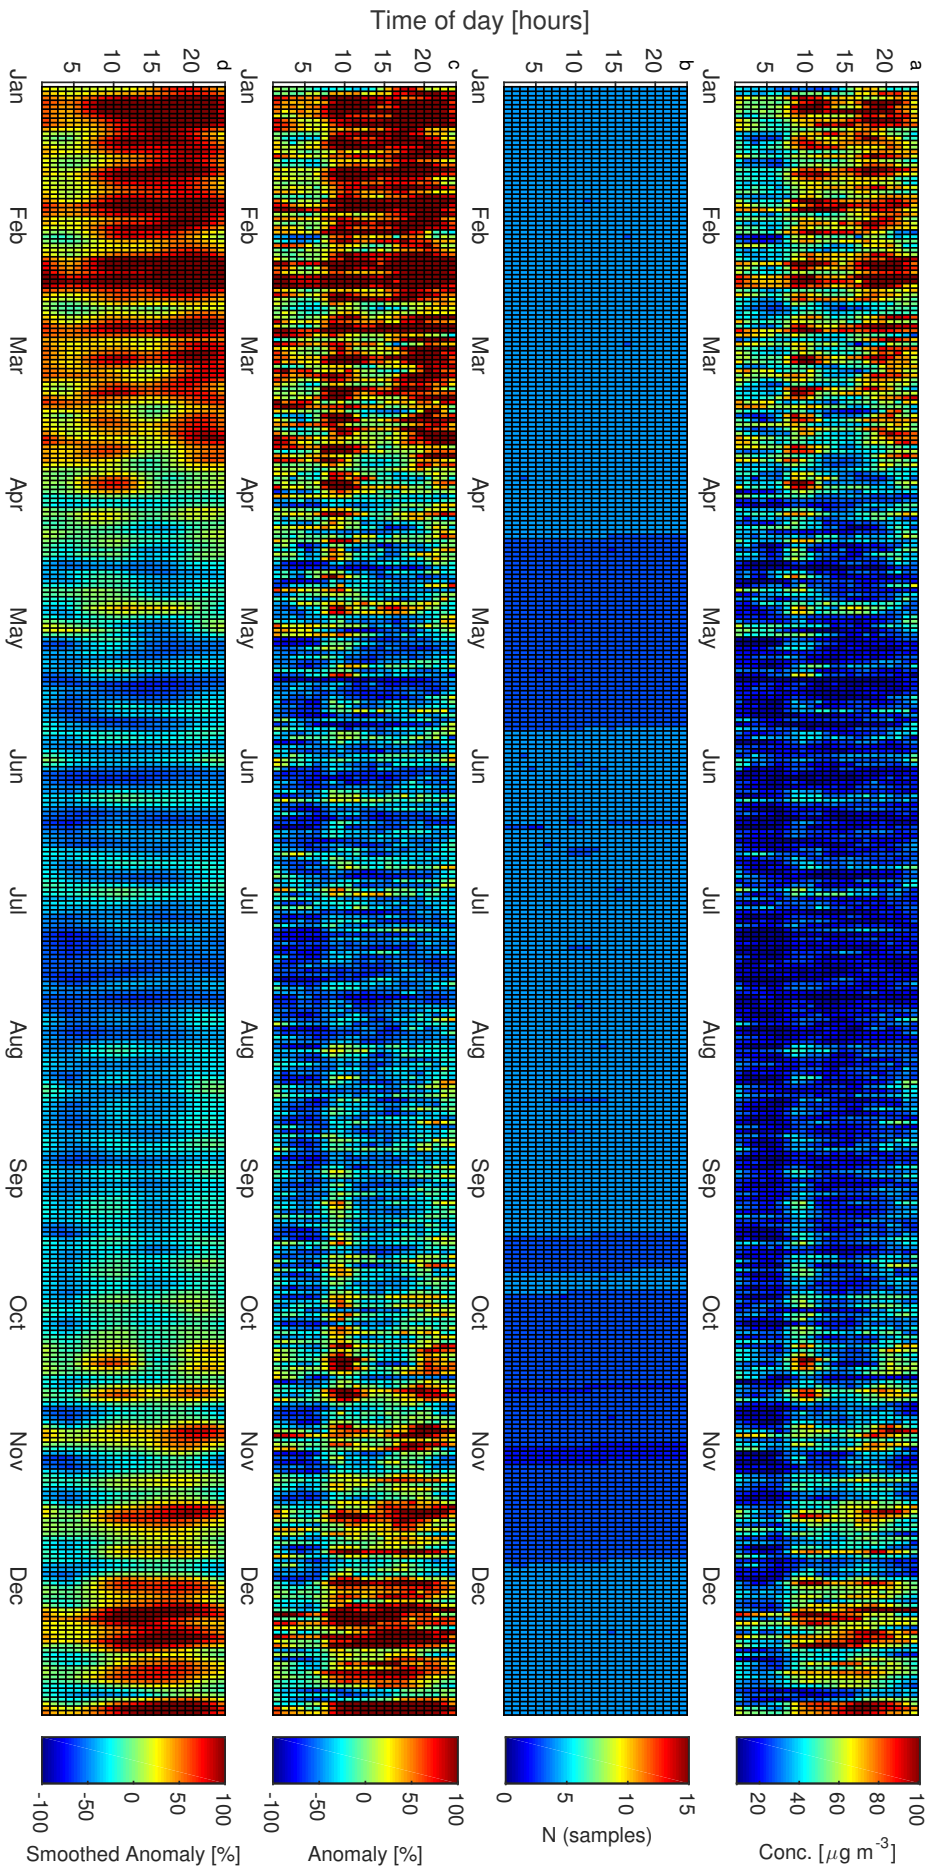 Time of day [hours]
a
5 10 15 20
Jan Feb Mar Apr May Jun Jul Aug Sep Oct Nov Dec
20 40 60 80 100
Conc. [μg m⁻³]
b
5 10 15 20
Jan Feb Mar Apr May Jun Jul Aug Sep Oct Nov Dec
0 5 10 15
N (samples)
c
5 10 15 20
Jan Feb Mar Apr May Jun Jul Aug Sep Oct Nov Dec
-100 -50 0 50 100
Anomaly [%]
d
5 10 15 20
Jan Feb Mar Apr May Jun Jul Aug Sep Oct Nov Dec
-100 -50 0 50 100
Smoothed Anomaly [%]